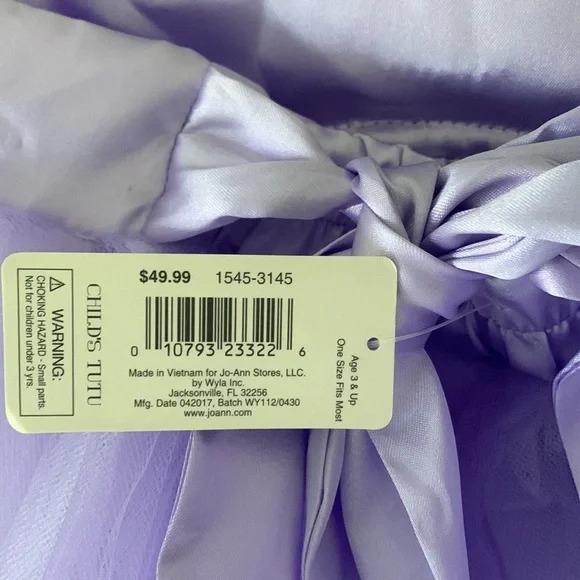 $49.99 1545-3145
0 10793 23322 6
Made in Vietnam for Jo-Ann Stores, LLC.
by Wyla Inc.
Jacksonville, FL 32256
Mfg. Date 042017, Batch WY112/0430
www.joann.com
CHILD'S TUTU
⚠ WARNING:
CHOKING HAZARD - Small parts.
Not for children under 3 yrs.
Age 3 & Up
One Size Fits Most